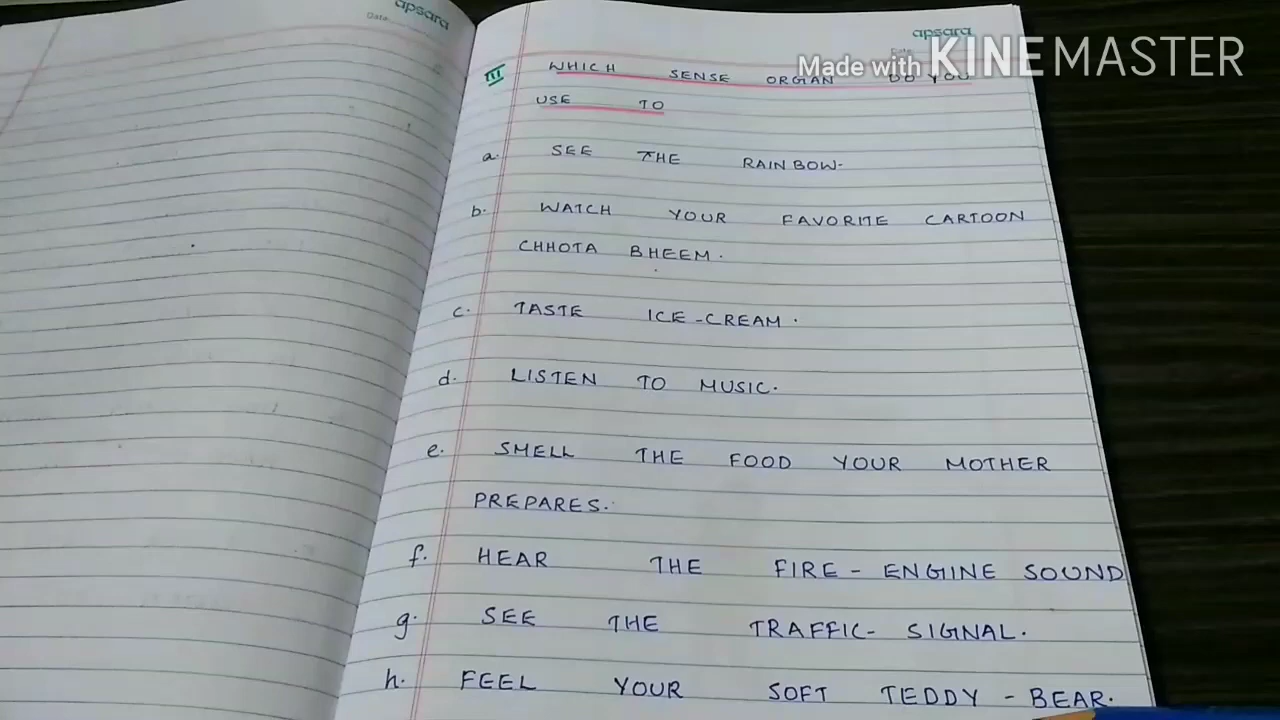 apsara
Date
apsara
Date
Made with KINEMASTER
III WHICH SENSE ORGAN DO YOU
USE TO
a. SEE THE RAINBOW.
b. WATCH YOUR FAVORITE CARTOON
CHHOTA BHEEM.
c. TASTE ICE-CREAM.
d. LISTEN TO MUSIC.
e. SMELL THE FOOD YOUR MOTHER
PREPARES.
f. HEAR THE FIRE-ENGINE SOUND
g. SEE THE TRAFFIC-SIGNAL.
h. FEEL YOUR SOFT TEDDY-BEAR.